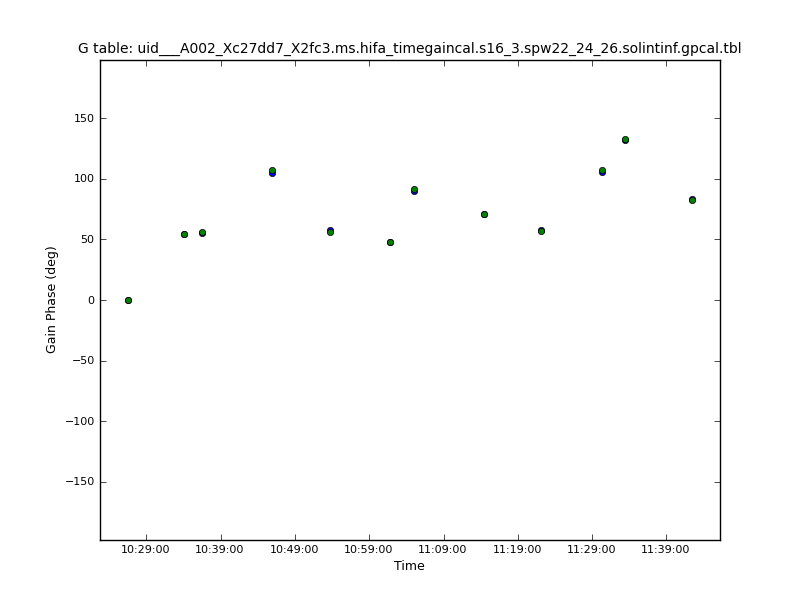 G table: uid___A002_Xc27dd7_X2fc3.ms.hifa_timegaincal.s16_3.spw22_24_26.solintinf.gpcal.tbl
150
100
50
0
−50
−100
−150
Gain Phase (deg)
10:29:00 10:39:00 10:49:00 10:59:00 11:09:00 11:19:00 11:29:00 11:39:00
Time